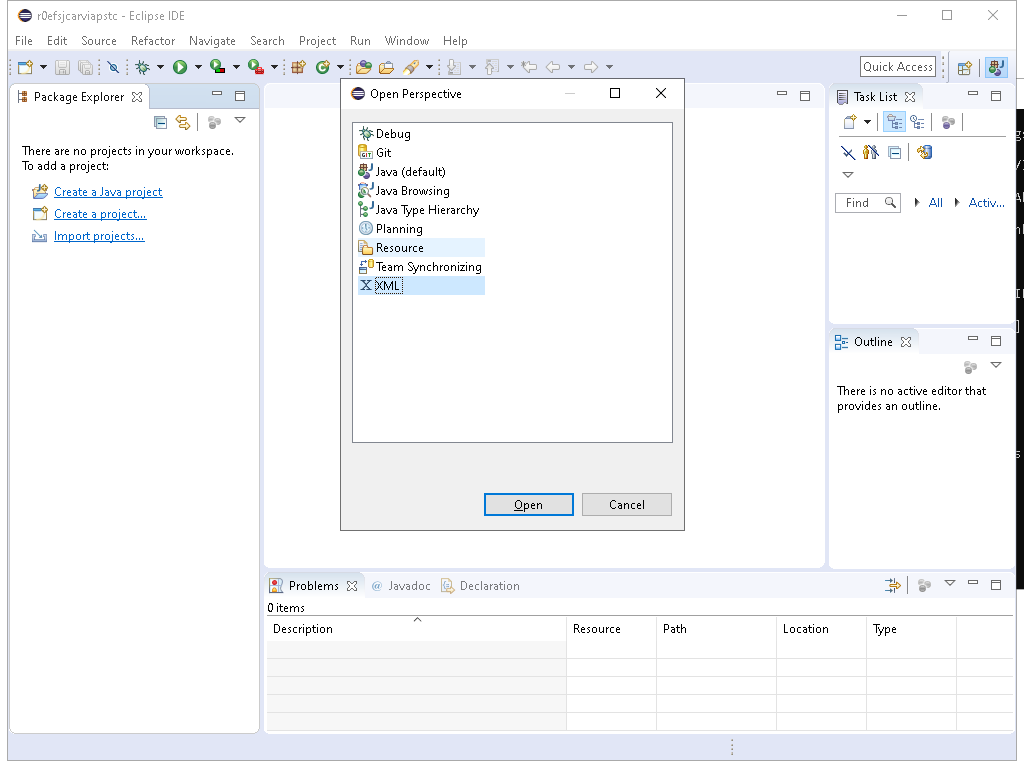 r0efsjcarviapstc - Eclipse IDE
File Edit Source Refactor Navigate Search Project Run Window Help
Quick Access
Package Explorer
There are no projects in your workspace.
To add a project:
Create a Java project
Create a project...
Import projects...
Open Perspective
Debug
Git
Java (default)
Java Browsing
Java Type Hierarchy
Planning
Resource
Team Synchronizing
XML
Open Cancel
Task List
Find All Activ...
Outline
There is no active editor that
provides an outline.
Problems @ Javadoc Declaration
0 items
Description Resource Path Location Type